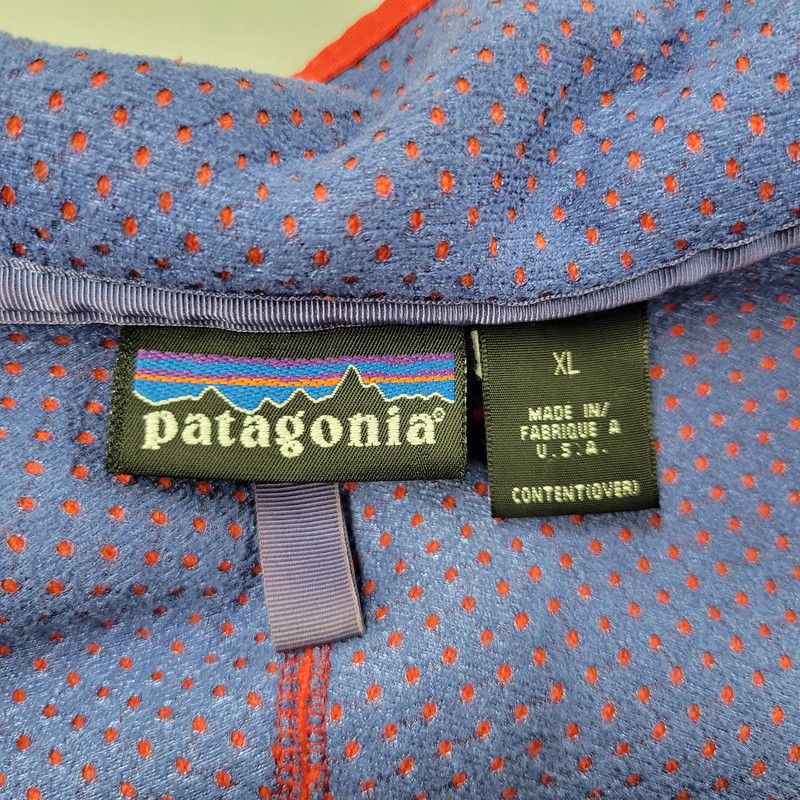 patagonia®
XL
MADE IN/
FABRIQUE A
U.S.A.
CONTENT(OVER)